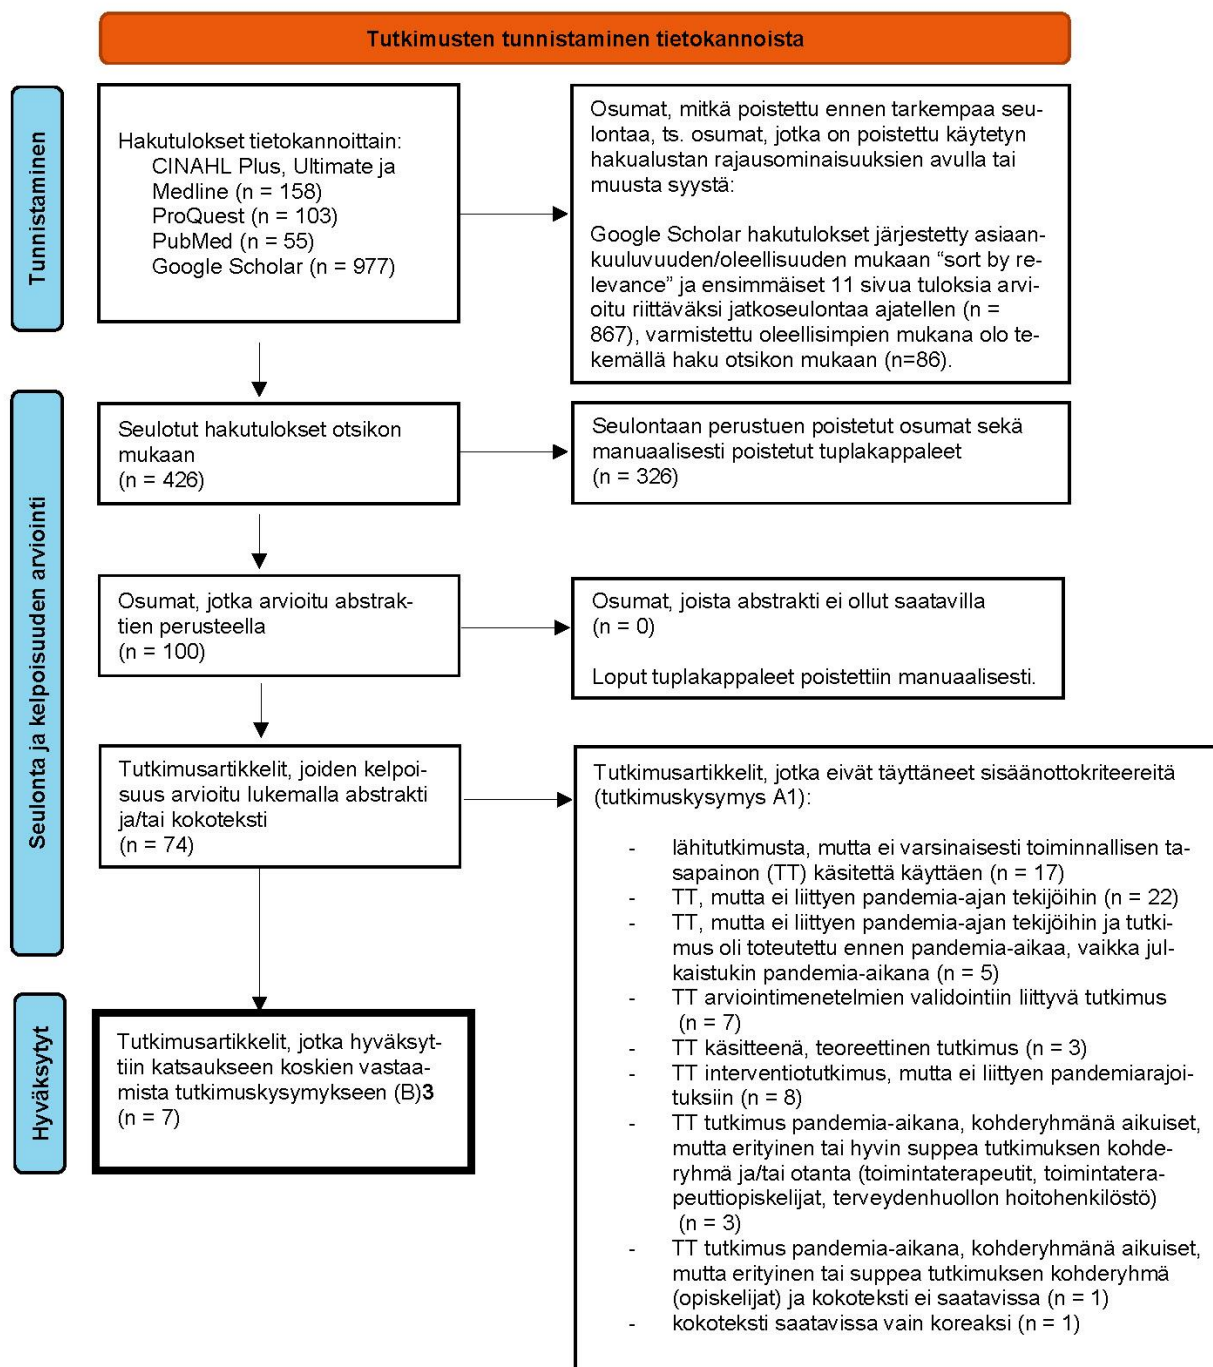 Tutkimusten tunnistaminen tietokannoista
Tunnistaminen
Hakutulokset tietokannoittain:
CINAHL Plus, Ultimate ja
Medline (n = 158)
ProQuest (n = 103)
PubMed (n = 55)
Google Scholar (n = 977)
Osumat, mitkä poistettu ennen tarkempaa seu-
lontaa, ts. osumat, jotka on poistettu käytetyn
hakualustan rajausominaisuuksien avulla tai
muusta syystä:
Google Scholar hakutulokset järjestetty asiaan-
kuuluvuuden/oleellisuuden mukaan “sort by re-
levance” ja ensimmäiset 11 sivua tuloksia arvi-
oitu riittäväksi jatkoseulontaa ajatellen (n =
867), varmistettu oleellisimpien mukana olo te-
kemällä haku otsikon mukaan (n=86).
Seulonta ja kelpoisuuden arviointi
Seulotut hakutulokset otsikon
mukaan
(n = 426)
Seulontaan perustuen poistetut osumat sekä
manuaalisesti poistetut tuplakappaleet
(n = 326)
Osumat, jotka arvioitu abstrak-
tien perusteella
(n = 100)
Osumat, joista abstrakti ei ollut saatavilla
(n = 0)
Loput tuplakappaleet poistettiin manuaalisesti.
Tutkimusartikkelit, joiden kelpoi-
suus arvioitu lukemalla abstrakti
ja/tai kokoteksti
(n = 74)
Tutkimusartikkelit, jotka eivät täyttäneet sisäänottokriteereitä
(tutkimuskysymys A1):
- lähitutkimusta, mutta ei varsinaisesti toiminnallisen ta-
sapainon (TT) käsitettä käyttäen (n = 17)
- TT, mutta ei liittyen pandemia-ajan tekijöihin (n = 22)
- TT, mutta ei liittyen pandemia-ajan tekijöihin ja tutki-
mus oli toteutettu ennen pandemia-aikaa, vaikka jul-
kaistukin pandemia-aikana (n = 5)
- TT arviointimenetelmien validointiin liittyvä tutkimus
(n = 7)
- TT käsitteenä, teoreettinen tutkimus (n = 3)
- TT interventiotutkimus, mutta ei liittyen pandemiarajoi-
tuksiin (n = 8)
- TT tutkimus pandemia-aikana, kohderyhmänä aikuiset,
mutta erityinen tai hyvin suppea tutkimuksen kohde-
ryhmä ja/tai otanta (toimintaterapeutit, toimintatera-
peuttiopiskelijat, terveydenhuollon hoitohenkilöstö)
(n = 3)
- TT tutkimus pandemia-aikana, kohderyhmänä aikuiset,
mutta erityinen tai suppea tutkimuksen kohderyhmä
(opiskelijat) ja kokoteksti ei saatavissa (n = 1)
- kokoteksti saatavissa vain koreaksi (n = 1)
Hyväksytyt
Tutkimusartikkelit, jotka hyväksyt-
tiin katsaukseen koskien vastaa-
mista tutkimuskysymykseen (B)3
(n = 7)